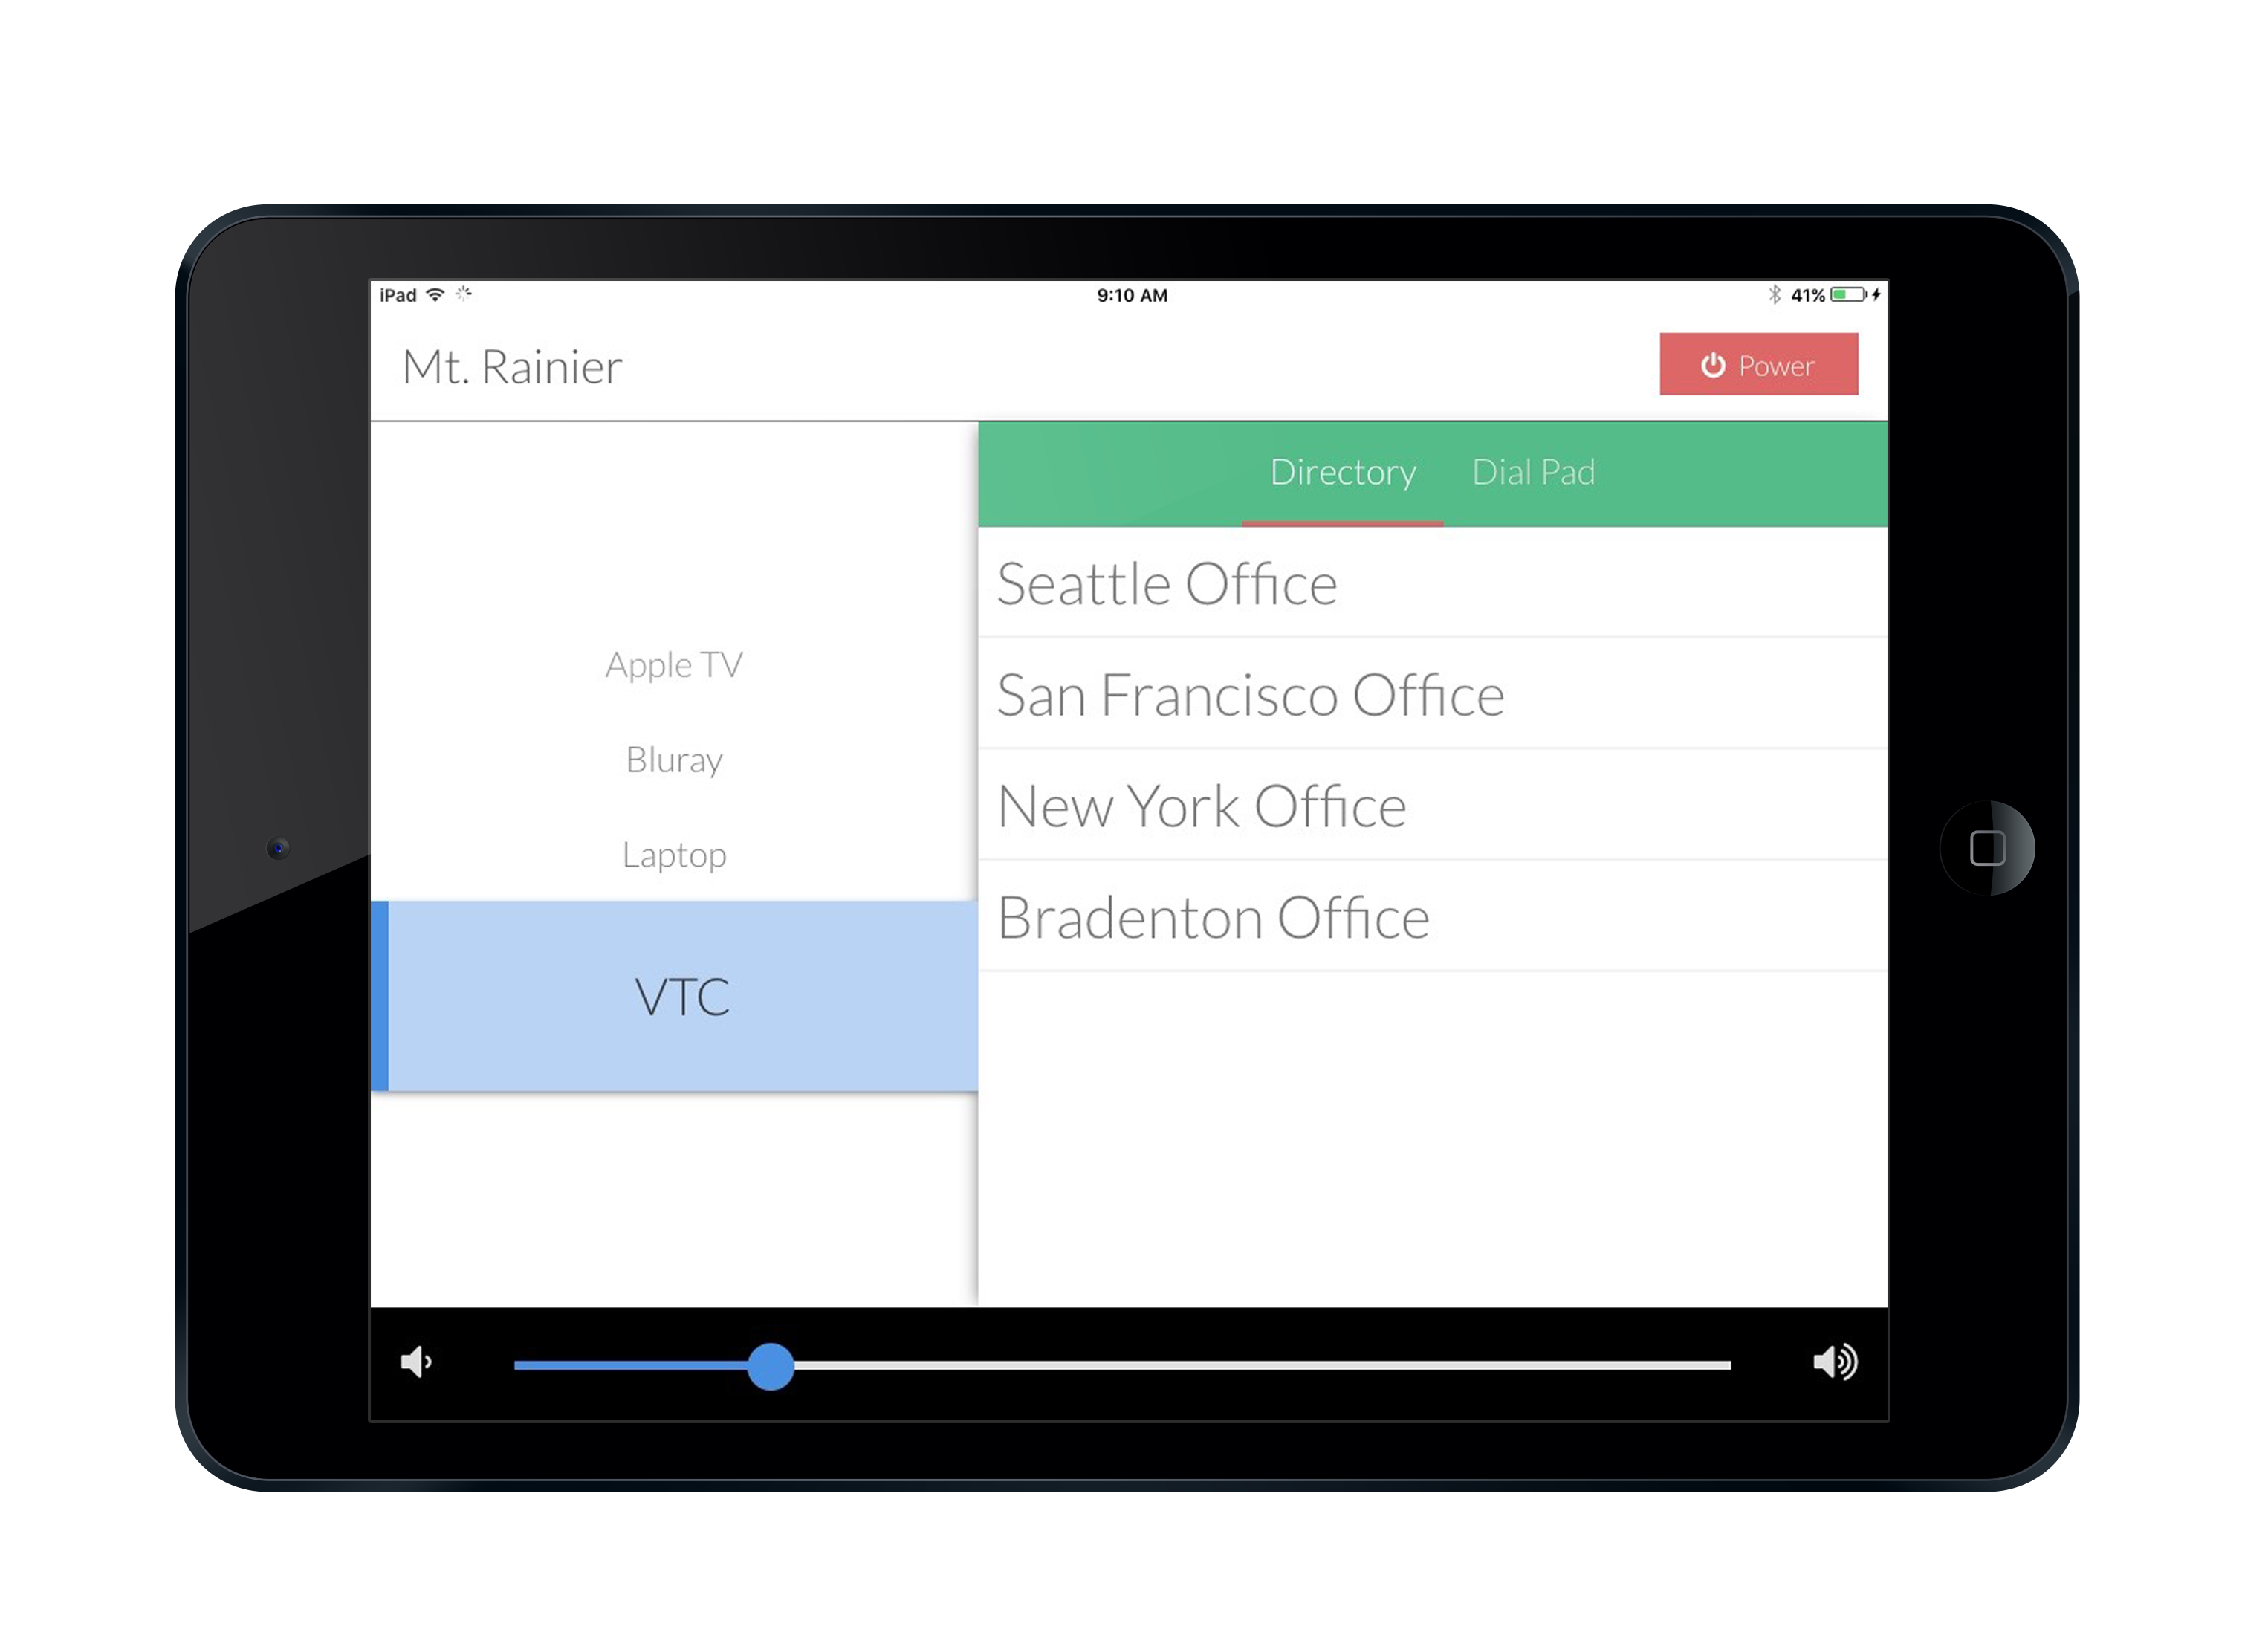 iPad
9:10 AM
41%
Mt. Rainier
Power
Directory
Dial Pad
Apple TV
Bluray
Laptop
VTC
Seattle Office
San Francisco Office
New York Office
Bradenton Office